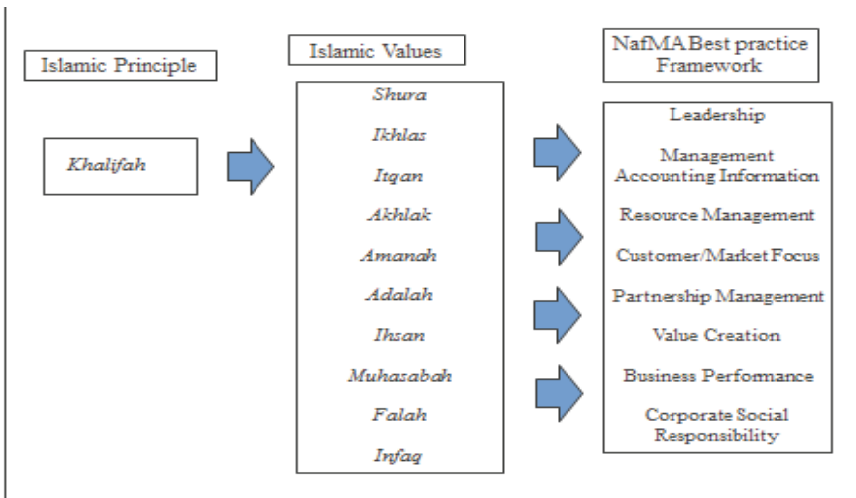 Islamic Principle
Khalifah
Islamic Values
Shura
Ikhlas
Itqan
Akhlak
Amanah
Adalah
Ihsan
Muhasabah
Falah
Infaq
NafMA Best practice
Framework
Leadership
Management
Accounting Information
Resource Management
Customer/Market Focus
Partnership Management
Value Creation
Business Performance
Corporate Social
Responsibility